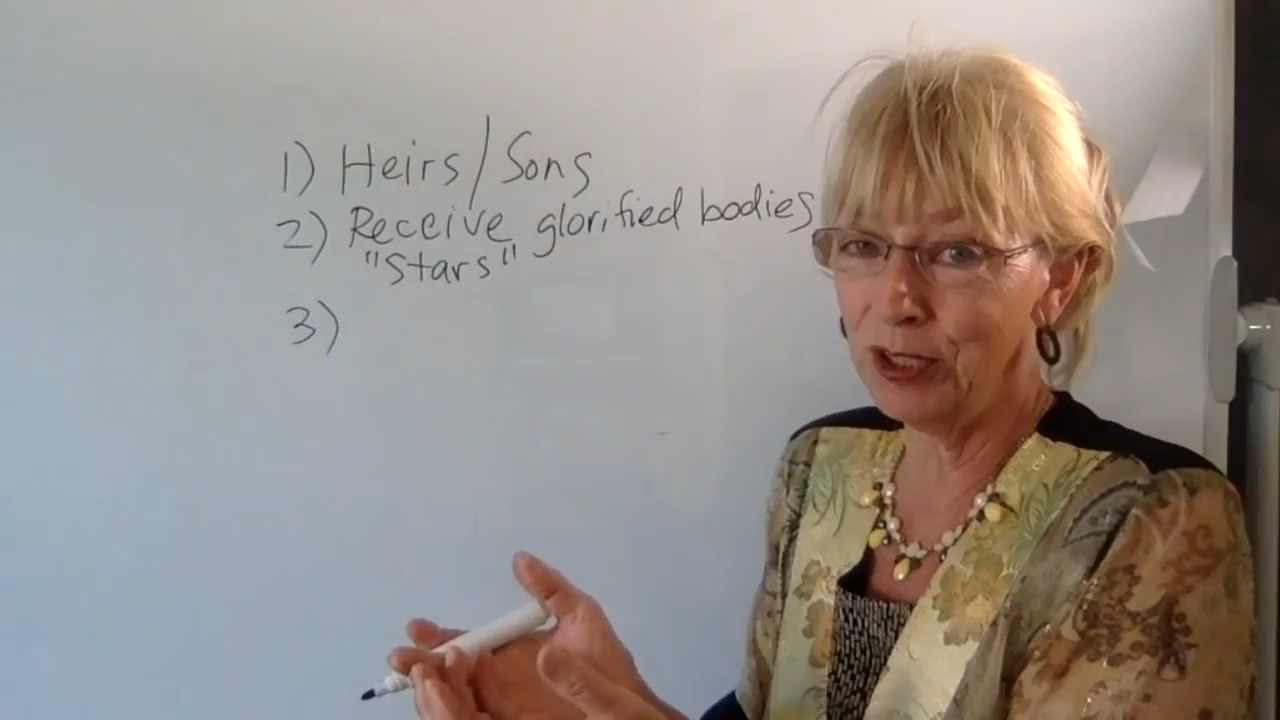 1) Heirs/Sons
2) Receive glorified bodies
"Stars"
3)